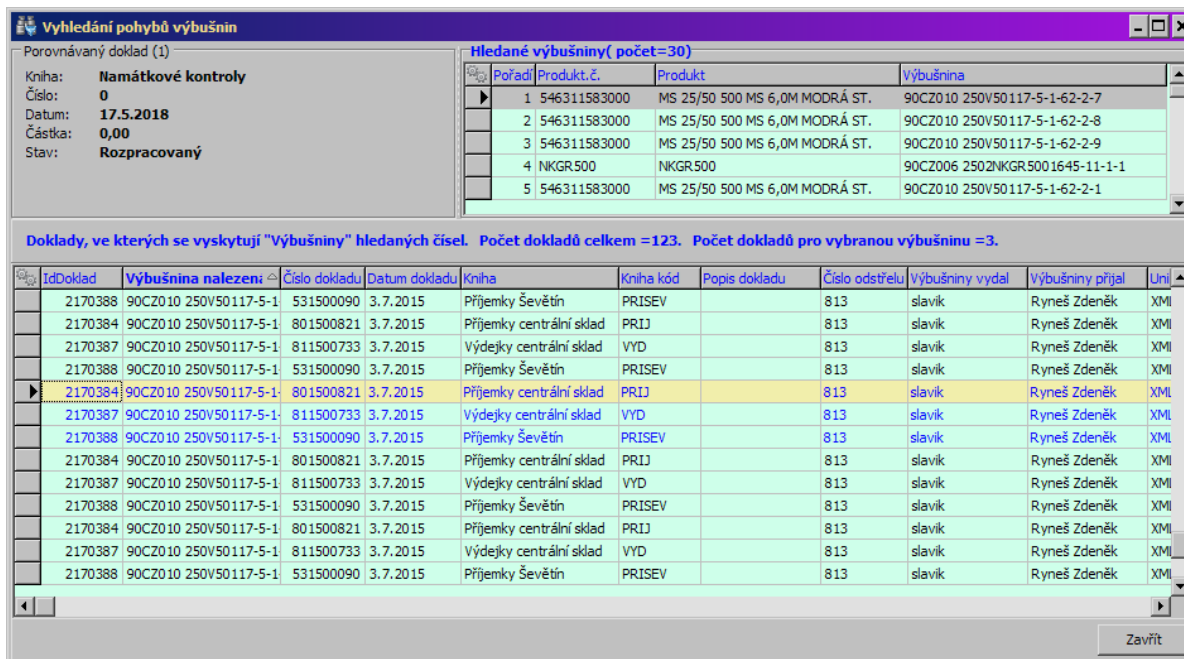 Vyhledání pohybů výbušnin
Porovnávaný doklad (1)
Kniha: Namátkové kontroly
Číslo: 0
Datum: 17.5.2018
Částka: 0,00
Stav: Rozpracovaný
Hledané výbušniny( počet=30)
Pořadí Produkt.č. Produkt Výbušnina
1 546311583000 MS 25/50 500 MS 6,0M MODRÁ ST. 90CZ010 250V50117-5-1-62-2-7
2 546311583000 MS 25/50 500 MS 6,0M MODRÁ ST. 90CZ010 250V50117-5-1-62-2-8
3 546311583000 MS 25/50 500 MS 6,0M MODRÁ ST. 90CZ010 250V50117-5-1-62-2-9
4 NKGR500 NKGR500 90CZ006 2502NKGR5001645-11-1-1
5 546311583000 MS 25/50 500 MS 6,0M MODRÁ ST. 90CZ010 250V50117-5-1-62-2-1
Doklady, ve kterých se vyskytují "Výbušniny" hledaných čísel. Počet dokladů celkem =123. Počet dokladů pro vybranou výbušninu =3.
IdDoklad Výbušnina nalezena Číslo dokladu Datum dokladu Kniha Kniha kód Popis dokladu Číslo odstřelu Výbušniny vydal Výbušniny přijal Uni
2170388 90CZ010 250V50117-5-1 531500090 3.7.2015 Příjemky Ševětín PRISEV 813 slavik Ryneš Zdeněk XML
2170384 90CZ010 250V50117-5-1 801500821 3.7.2015 Příjemky centrální sklad PRIJ 813 slavik Ryneš Zdeněk XML
2170387 90CZ010 250V50117-5-1 811500733 3.7.2015 Výdejky centrální sklad VYD 813 slavik Ryneš Zdeněk XML
2170388 90CZ010 250V50117-5-1 531500090 3.7.2015 Příjemky Ševětín PRISEV 813 slavik Ryneš Zdeněk XML
2170384 90CZ010 250V50117-5-1- 801500821 3.7.2015 Příjemky centrální sklad PRIJ 813 slavik Ryneš Zdeněk XML
2170387 90CZ010 250V50117-5-1- 811500733 3.7.2015 Výdejky centrální sklad VYD 813 slavik Ryneš Zdeněk XML
2170388 90CZ010 250V50117-5-1- 531500090 3.7.2015 Příjemky Ševětín PRISEV 813 slavik Ryneš Zdeněk XML
2170384 90CZ010 250V50117-5-1 801500821 3.7.2015 Příjemky centrální sklad PRIJ 813 slavik Ryneš Zdeněk XML
2170387 90CZ010 250V50117-5-1 811500733 3.7.2015 Výdejky centrální sklad VYD 813 slavik Ryneš Zdeněk XML
2170388 90CZ010 250V50117-5-1 531500090 3.7.2015 Příjemky Ševětín PRISEV 813 slavik Ryneš Zdeněk XML
2170384 90CZ010 250V50117-5-1 801500821 3.7.2015 Příjemky centrální sklad PRIJ 813 slavik Ryneš Zdeněk XML
2170387 90CZ010 250V50117-5-1 811500733 3.7.2015 Výdejky centrální sklad VYD 813 slavik Ryneš Zdeněk XML
2170388 90CZ010 250V50117-5-1 531500090 3.7.2015 Příjemky Ševětín PRISEV 813 slavik Ryneš Zdeněk XML
Zavřít